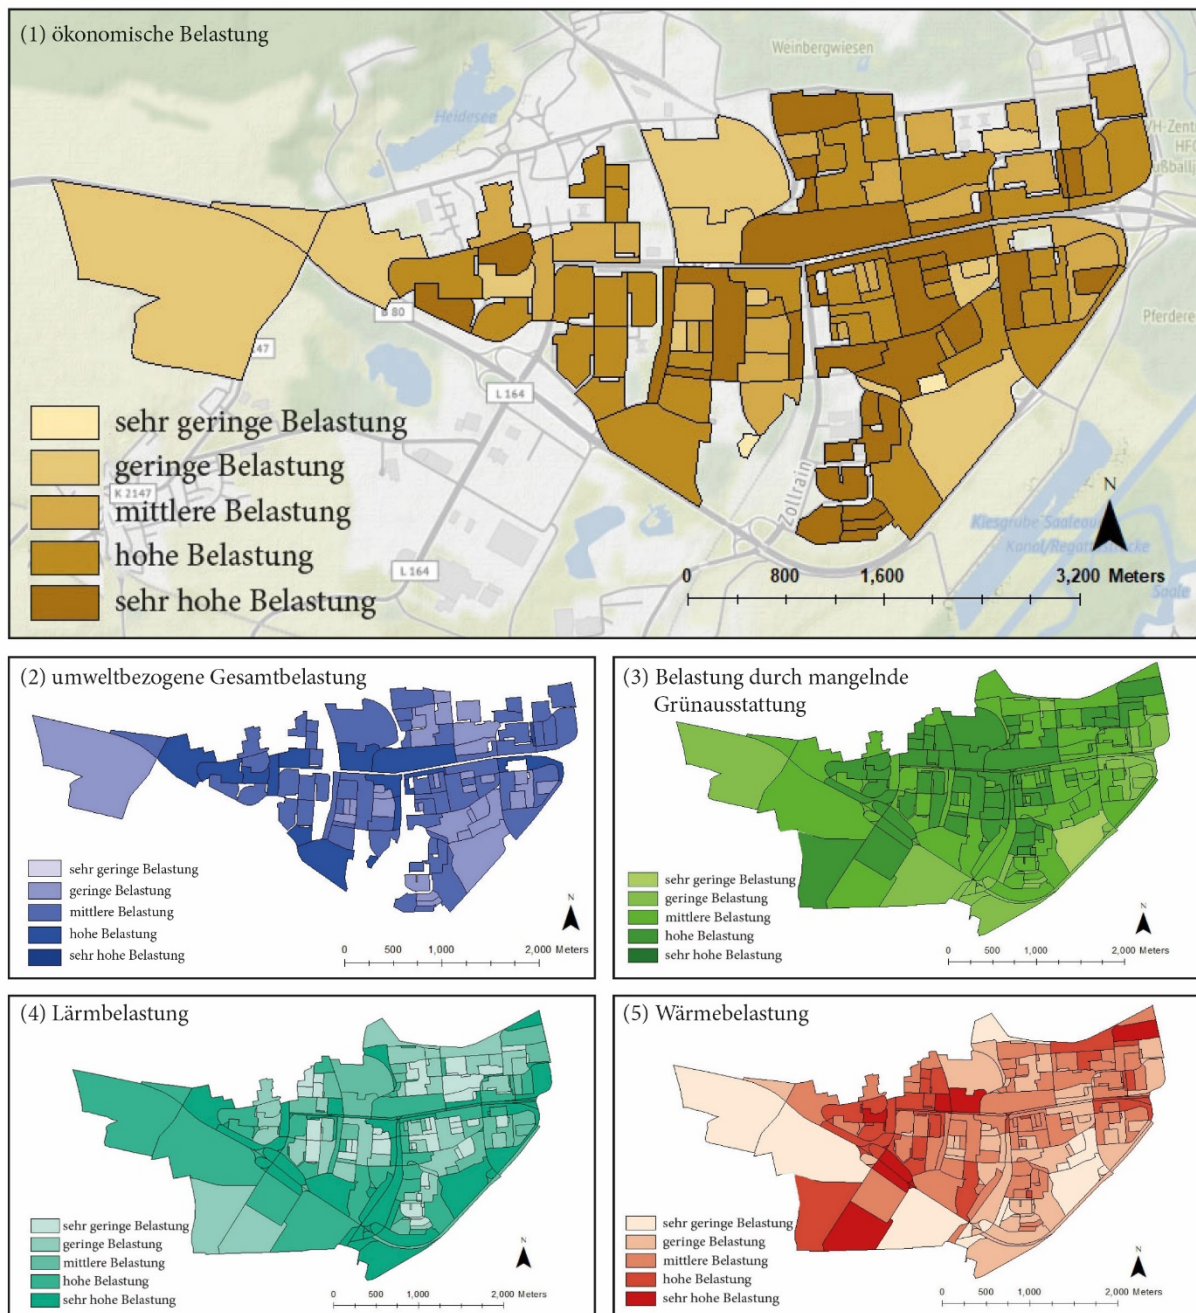 (1) ökonomische Belastung
Weinbergwiesen
Heidesee
B 80
L 164
K 2147
L 164
Zollrain
sehr geringe Belastung
geringe Belastung
mittlere Belastung
hohe Belastung
sehr hohe Belastung
N
Saale
0 800 1,600 3,200 Meters
(2) umweltbezogene Gesamtbelastung
sehr geringe Belastung
geringe Belastung
mittlere Belastung
hohe Belastung
sehr hohe Belastung
N
0 500 1,000 2,000 Meters
(3) Belastung durch mangelnde
Grünausstattung
sehr geringe Belastung
geringe Belastung
mittlere Belastung
hohe Belastung
sehr hohe Belastung
N
0 500 1,000 2,000 Meters
(4) Lärmbelastung
sehr geringe Belastung
geringe Belastung
mittlere Belastung
hohe Belastung
sehr hohe Belastung
N
0 500 1,000 2,000 Meters
(5) Wärmebelastung
sehr geringe Belastung
geringe Belastung
mittlere Belastung
hohe Belastung
sehr hohe Belastung
N
0 500 1,000 2,000 Meters